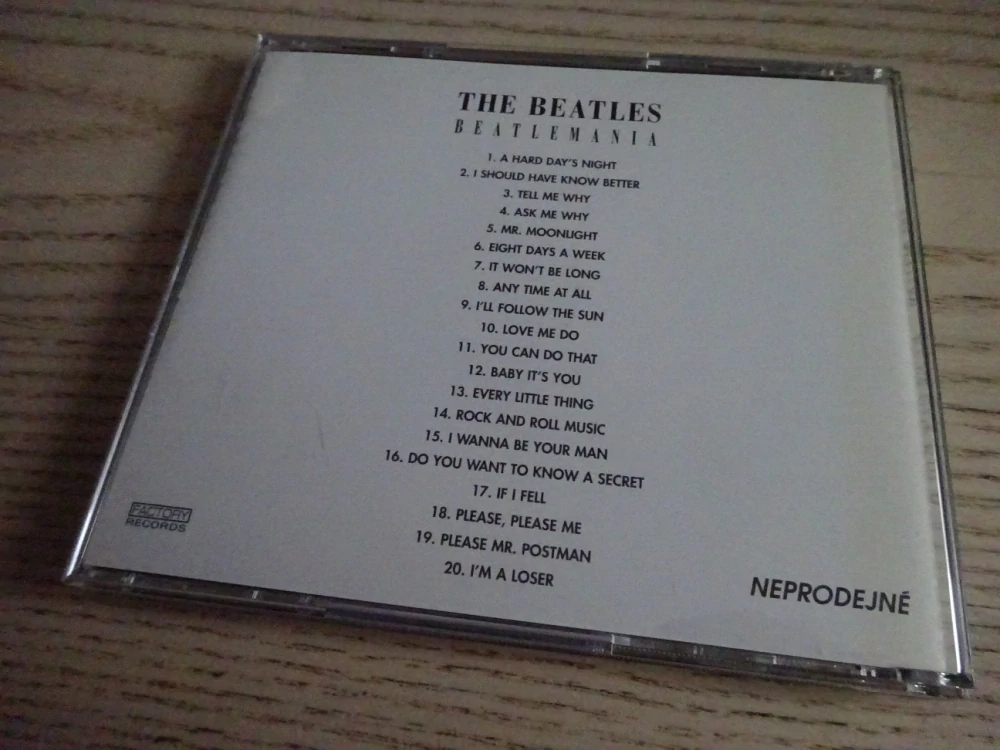 THE BEATLES
BEATLEMANIA
1. A HARD DAY'S NIGHT
2. I SHOULD HAVE KNOW BETTER
3. TELL ME WHY
4. ASK ME WHY
5. MR. MOONLIGHT
6. EIGHT DAYS A WEEK
7. IT WON'T BE LONG
8. ANY TIME AT ALL
9. I'LL FOLLOW THE SUN
10. LOVE ME DO
11. YOU CAN DO THAT
12. BABY IT'S YOU
13. EVERY LITTLE THING
14. ROCK AND ROLL MUSIC
15. I WANNA BE YOUR MAN
16. DO YOU WANT TO KNOW A SECRET
17. IF I FELL
18. PLEASE, PLEASE ME
19. PLEASE MR. POSTMAN
20. I'M A LOSER
FACTORY
RECORDS
NEPRODEJNÉ